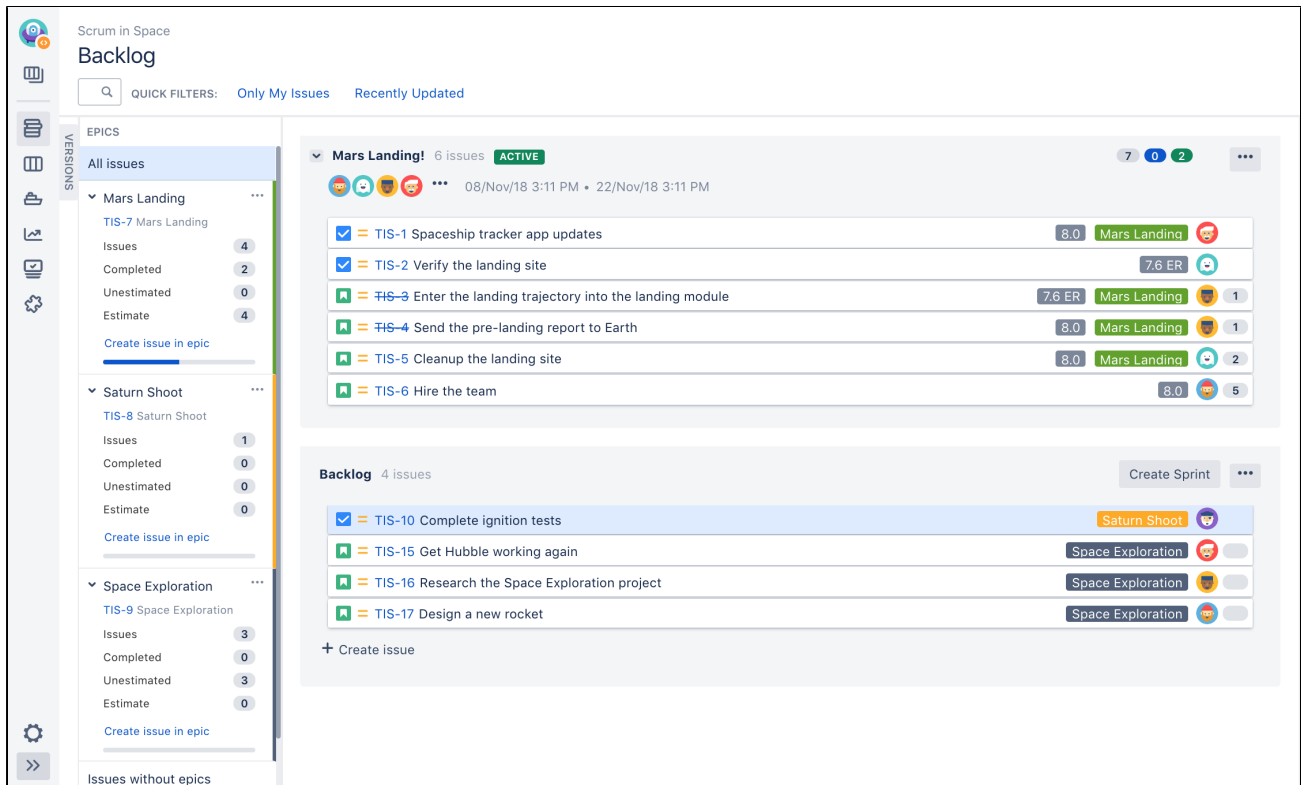 Scrum in Space
Backlog
QUICK FILTERS: Only My Issues Recently Updated
VERSIONS
EPICS
All issues
Mars Landing
TIS-7 Mars Landing
Issues 4
Completed 2
Unestimated 0
Estimate 4
Create issue in epic
Saturn Shoot
TIS-8 Saturn Shoot
Issues 1
Completed 0
Unestimated 0
Estimate 0
Create issue in epic
Space Exploration
TIS-9 Space Exploration
Issues 3
Completed 0
Unestimated 3
Estimate 0
Create issue in epic
Issues without epics
Mars Landing! 6 issues ACTIVE 7 0 2
08/Nov/18 3:11 PM • 22/Nov/18 3:11 PM
TIS-1 Spaceship tracker app updates 8.0 Mars Landing
TIS-2 Verify the landing site 7.6 ER
TIS-3 Enter the landing trajectory into the landing module 7.6 ER Mars Landing 1
TIS-4 Send the pre-landing report to Earth 8.0 Mars Landing 1
TIS-5 Cleanup the landing site 8.0 Mars Landing 2
TIS-6 Hire the team 8.0 5
Backlog 4 issues Create Sprint
TIS-10 Complete ignition tests Saturn Shoot
TIS-15 Get Hubble working again Space Exploration
TIS-16 Research the Space Exploration project Space Exploration
TIS-17 Design a new rocket Space Exploration
+ Create issue